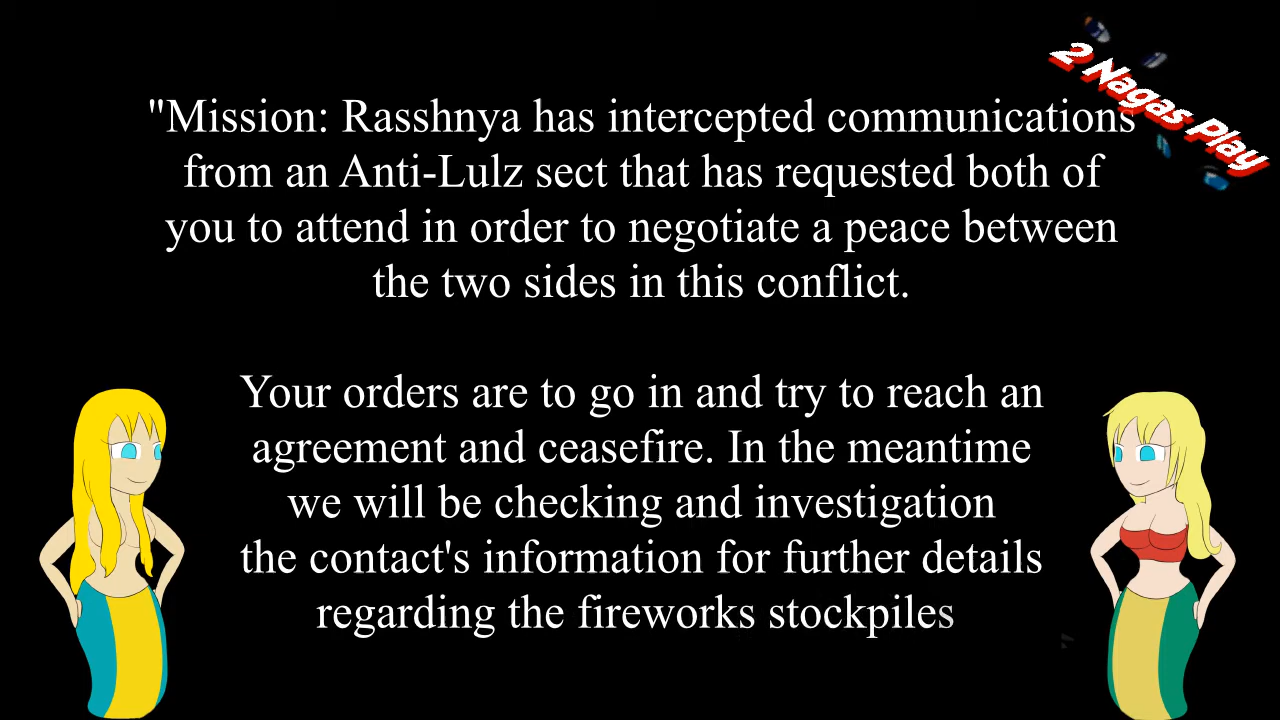 2 Nagas Play
"Mission: Rasshnya has intercepted communications
from an Anti-Lulz sect that has requested both of
you to attend in order to negotiate a peace between
the two sides in this conflict.
Your orders are to go in and try to reach an
agreement and ceasefire. In the meantime
we will be checking and investigation
the contact's information for further details
regarding the fireworks stockpiles